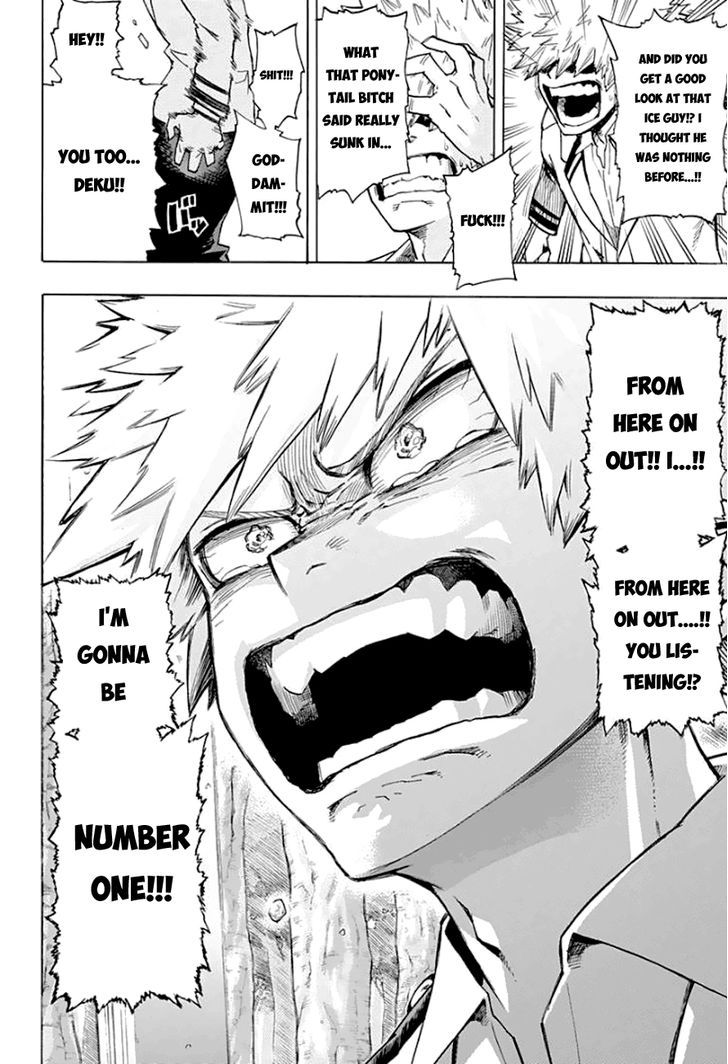 AND DID YOU
GET A GOOD
LOOK AT THAT
ICE GUY!? I
THOUGHT HE
WAS NOTHING
BEFORE...!!
WHAT
THAT PONY-
TAIL BITCH
SAID REALLY
SUNK IN...
FUCK!!!
SHIT!!!
GOD-
DAM-
MIT!!!
HEY!!
YOU TOO...
DEKU!!
FROM
HERE ON
OUT!! I...!!
FROM HERE
ON OUT....!!
YOU LIS-
TENING!?
I'M
GONNA
BE
NUMBER
ONE!!!